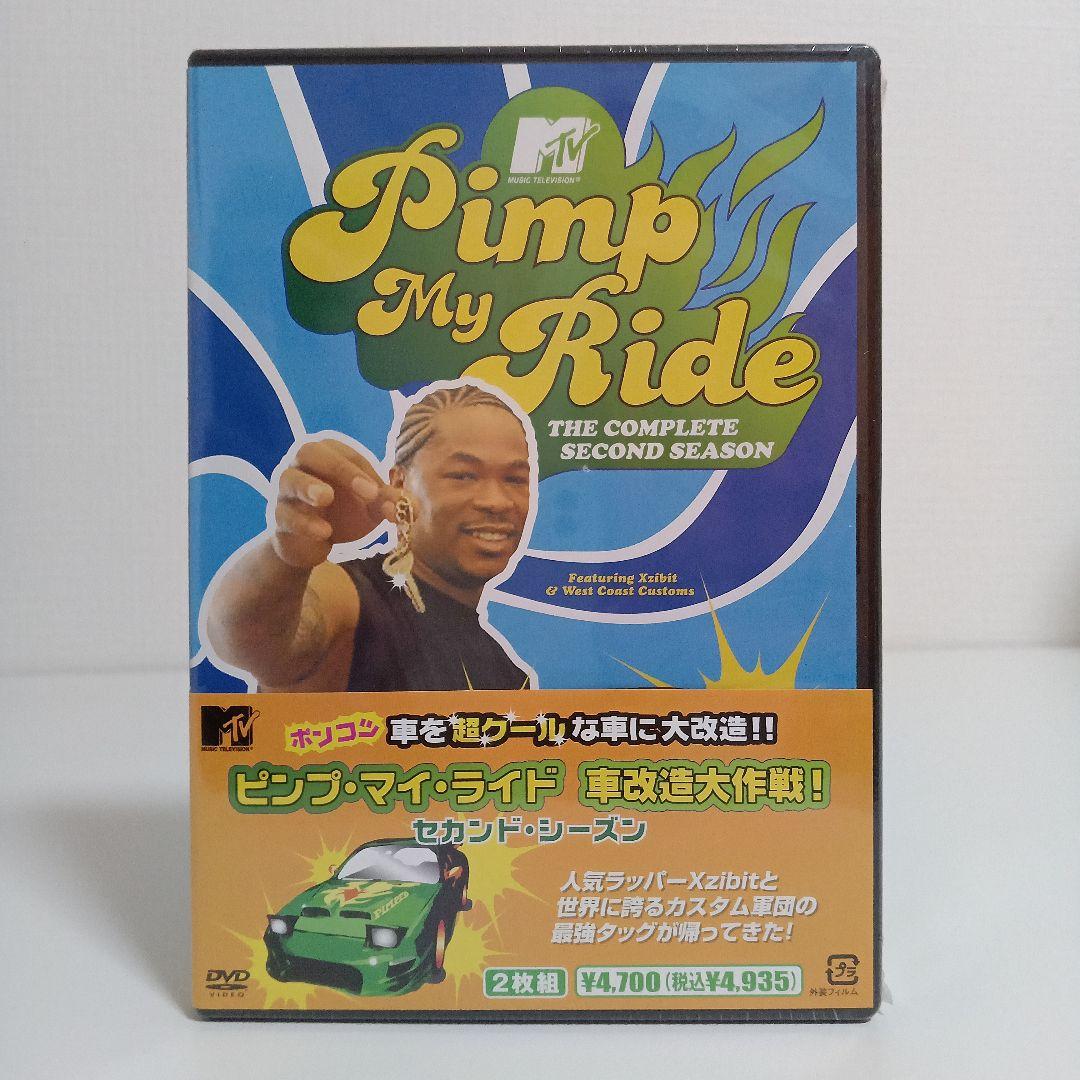 MTV
MUSIC TELEVISION®
Pimp
My
Ride
THE COMPLETE
SECOND SEASON
Featuring Xzibit
& West Coast Customs
MTV
MUSIC TELEVISION®
ポンコツ車を超クールな車に大改造!!
ピンプ・マイ・ライド 車改造大作戦!
セカンド・シーズン
人気ラッパーXzibitと
世界に誇るカスタム軍団の
最強タッグが帰ってきた!
DVD
VIDEO
2枚組 ¥4,700(税込¥4,935)
プラ
外装フィルム